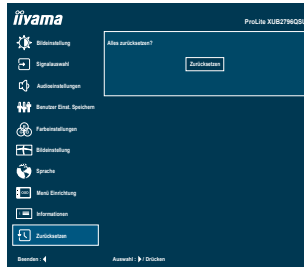 iiyama
ProLite XUB2796QSU
Bildeinstellung
Alles zurücksetzen?
Signalauswahl
Zurücksetzen
Audioeinstellungen
Benutzer Einst. Speichern
Farbeinstellungen
Bildeinstellung
Sprache
OSD
Menü Einrichtung
Informationen
Zurücksetzen
Beenden :
Auswahl : / Drücken